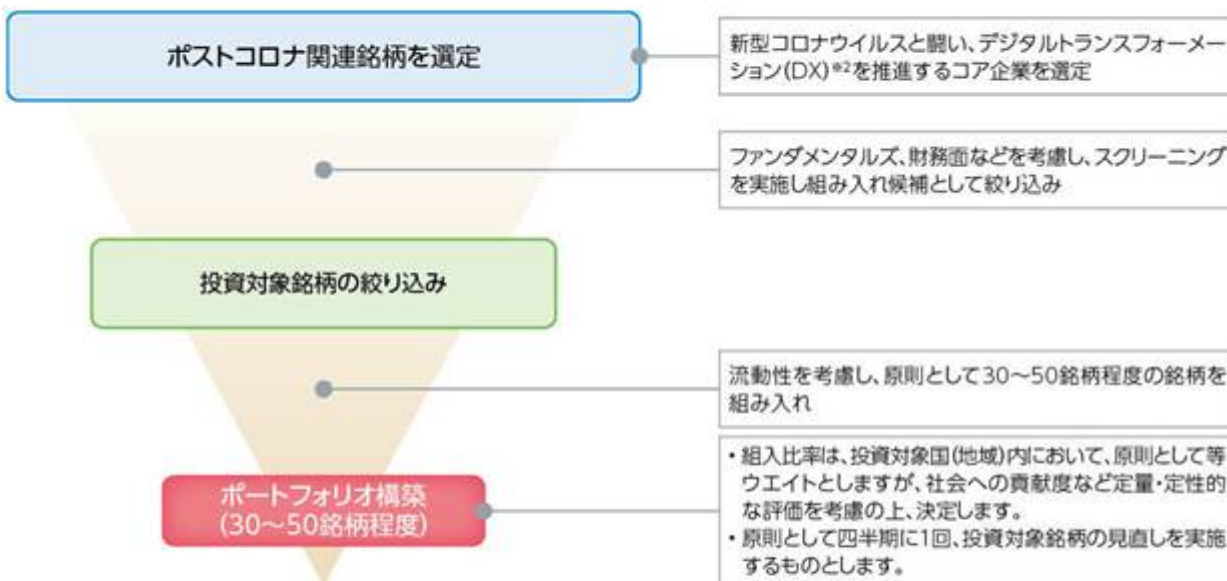 ポストコロナ関連銘柄を選定
新型コロナウイルスと闘い、デジタルトランスフォーメー
ション(DX)※2を推進するコア企業を選定
ファンダメンタルズ、財務面などを考慮し、スクリーニング
を実施し組み入れ候補として絞り込み
投資対象銘柄の絞り込み
流動性を考慮し、原則として30～50銘柄程度の銘柄を
組み入れ
ポートフォリオ構築
(30～50銘柄程度)
・組入比率は、投資対象国(地域)内において、原則として等
ウエイトとしますが、社会への貢献度など定量・定性的
な評価を考慮の上、決定します。
・原則として四半期に1回、投資対象銘柄の見直しを実施
するものとします。